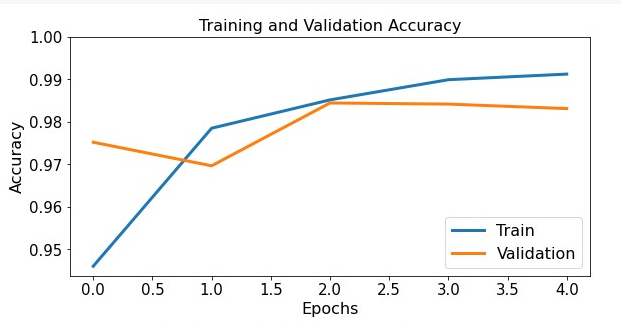 Training and Validation Accuracy
1.00
0.99
0.98
0.97
0.96
0.95
Accuracy
Train
Validation
0.0 0.5 1.0 1.5 2.0 2.5 3.0 3.5 4.0
Epochs